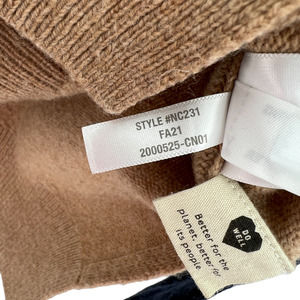 STYLE #NC231
FA21
2000525-CN01
DO
WELL
Better for the
planet, better for
its people